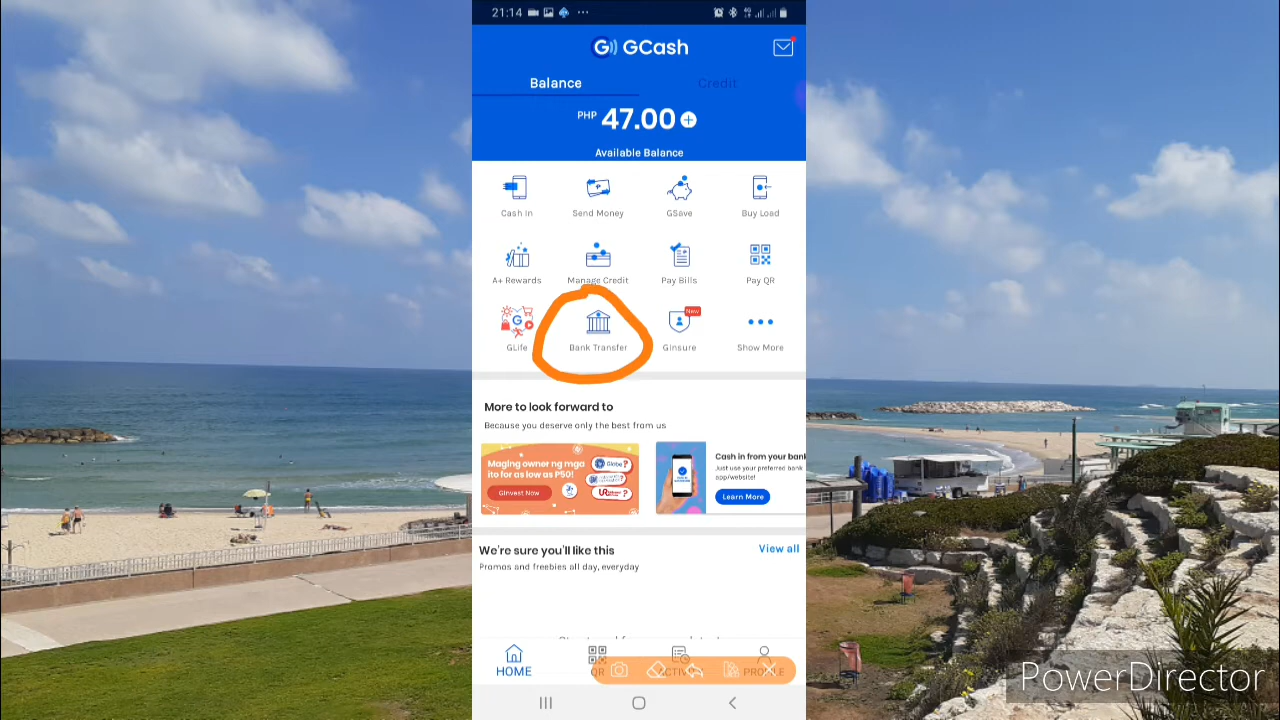 21:14
GCash
Balance
Credit
PHP 47.00
Available Balance
Cash In
Send Money
GSave
Buy Load
A+ Rewards
Manage Credit
Pay Bills
Pay QR
New
GLife
Bank Transfer
GInsure
Show More
More to look forward to
Because you deserve only the best from us
Maging owner ng mga
ito for as low as P50!
GInvest Now
Globe?
Cash in from your bank
Just use your preferred bank
app/website!
Learn More
We're sure you'll like this
View all
Promos and freebies all day, everyday
HOME
QR
PROFILE
PowerDirector